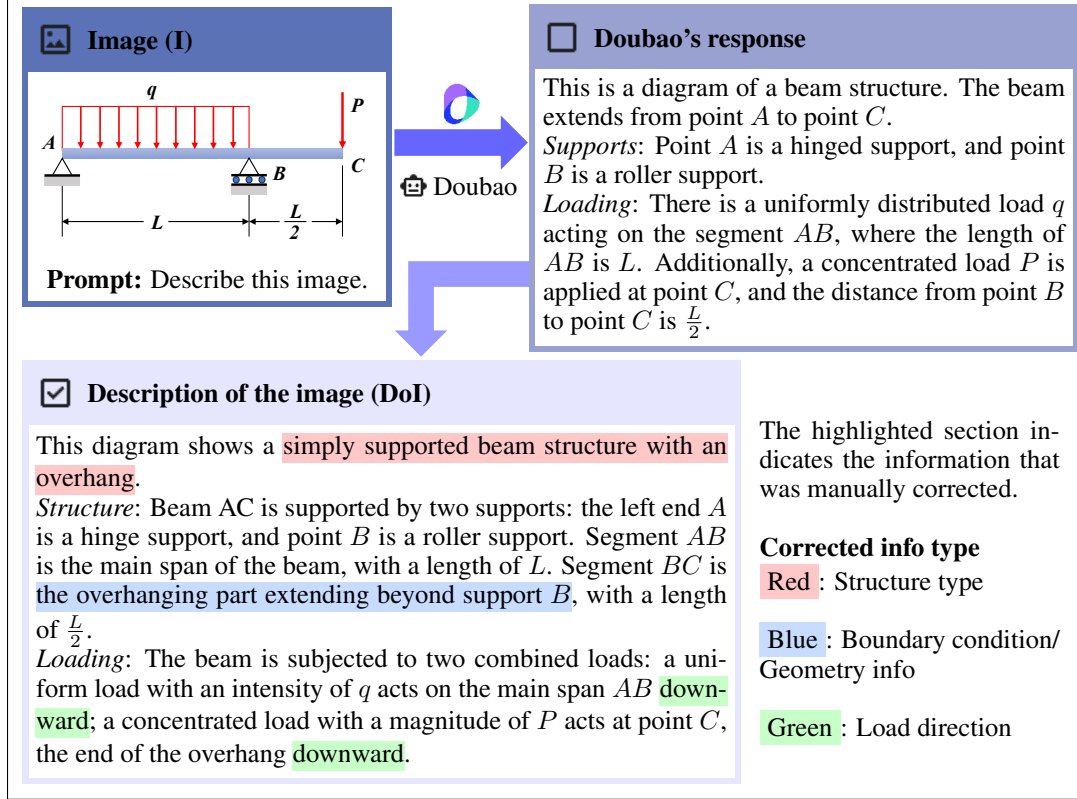 Image (I)
q
P
A
B
C
L
L
2
Prompt: Describe this image.
Doubao
Doubao's response
This is a diagram of a beam structure. The beam
extends from point A to point C.
Supports: Point A is a hinged support, and point
B is a roller support.
Loading: There is a uniformly distributed load q
acting on the segment AB, where the length of
AB is L. Additionally, a concentrated load P is
applied at point C, and the distance from point B
to point C is L/2.
Description of the image (DoI)
This diagram shows a simply supported beam structure with an
overhang.
Structure: Beam AC is supported by two supports: the left end A
is a hinge support, and point B is a roller support. Segment AB
is the main span of the beam, with a length of L. Segment BC is
the overhanging part extending beyond support B, with a length
of L/2.
Loading: The beam is subjected to two combined loads: a uni-
form load with an intensity of q acts on the main span AB down-
ward; a concentrated load with a magnitude of P acts at point C,
the end of the overhang downward.
The highlighted section in-
dicates the information that
was manually corrected.
Corrected info type
Red : Structure type
Blue : Boundary condition/
Geometry info
Green : Load direction